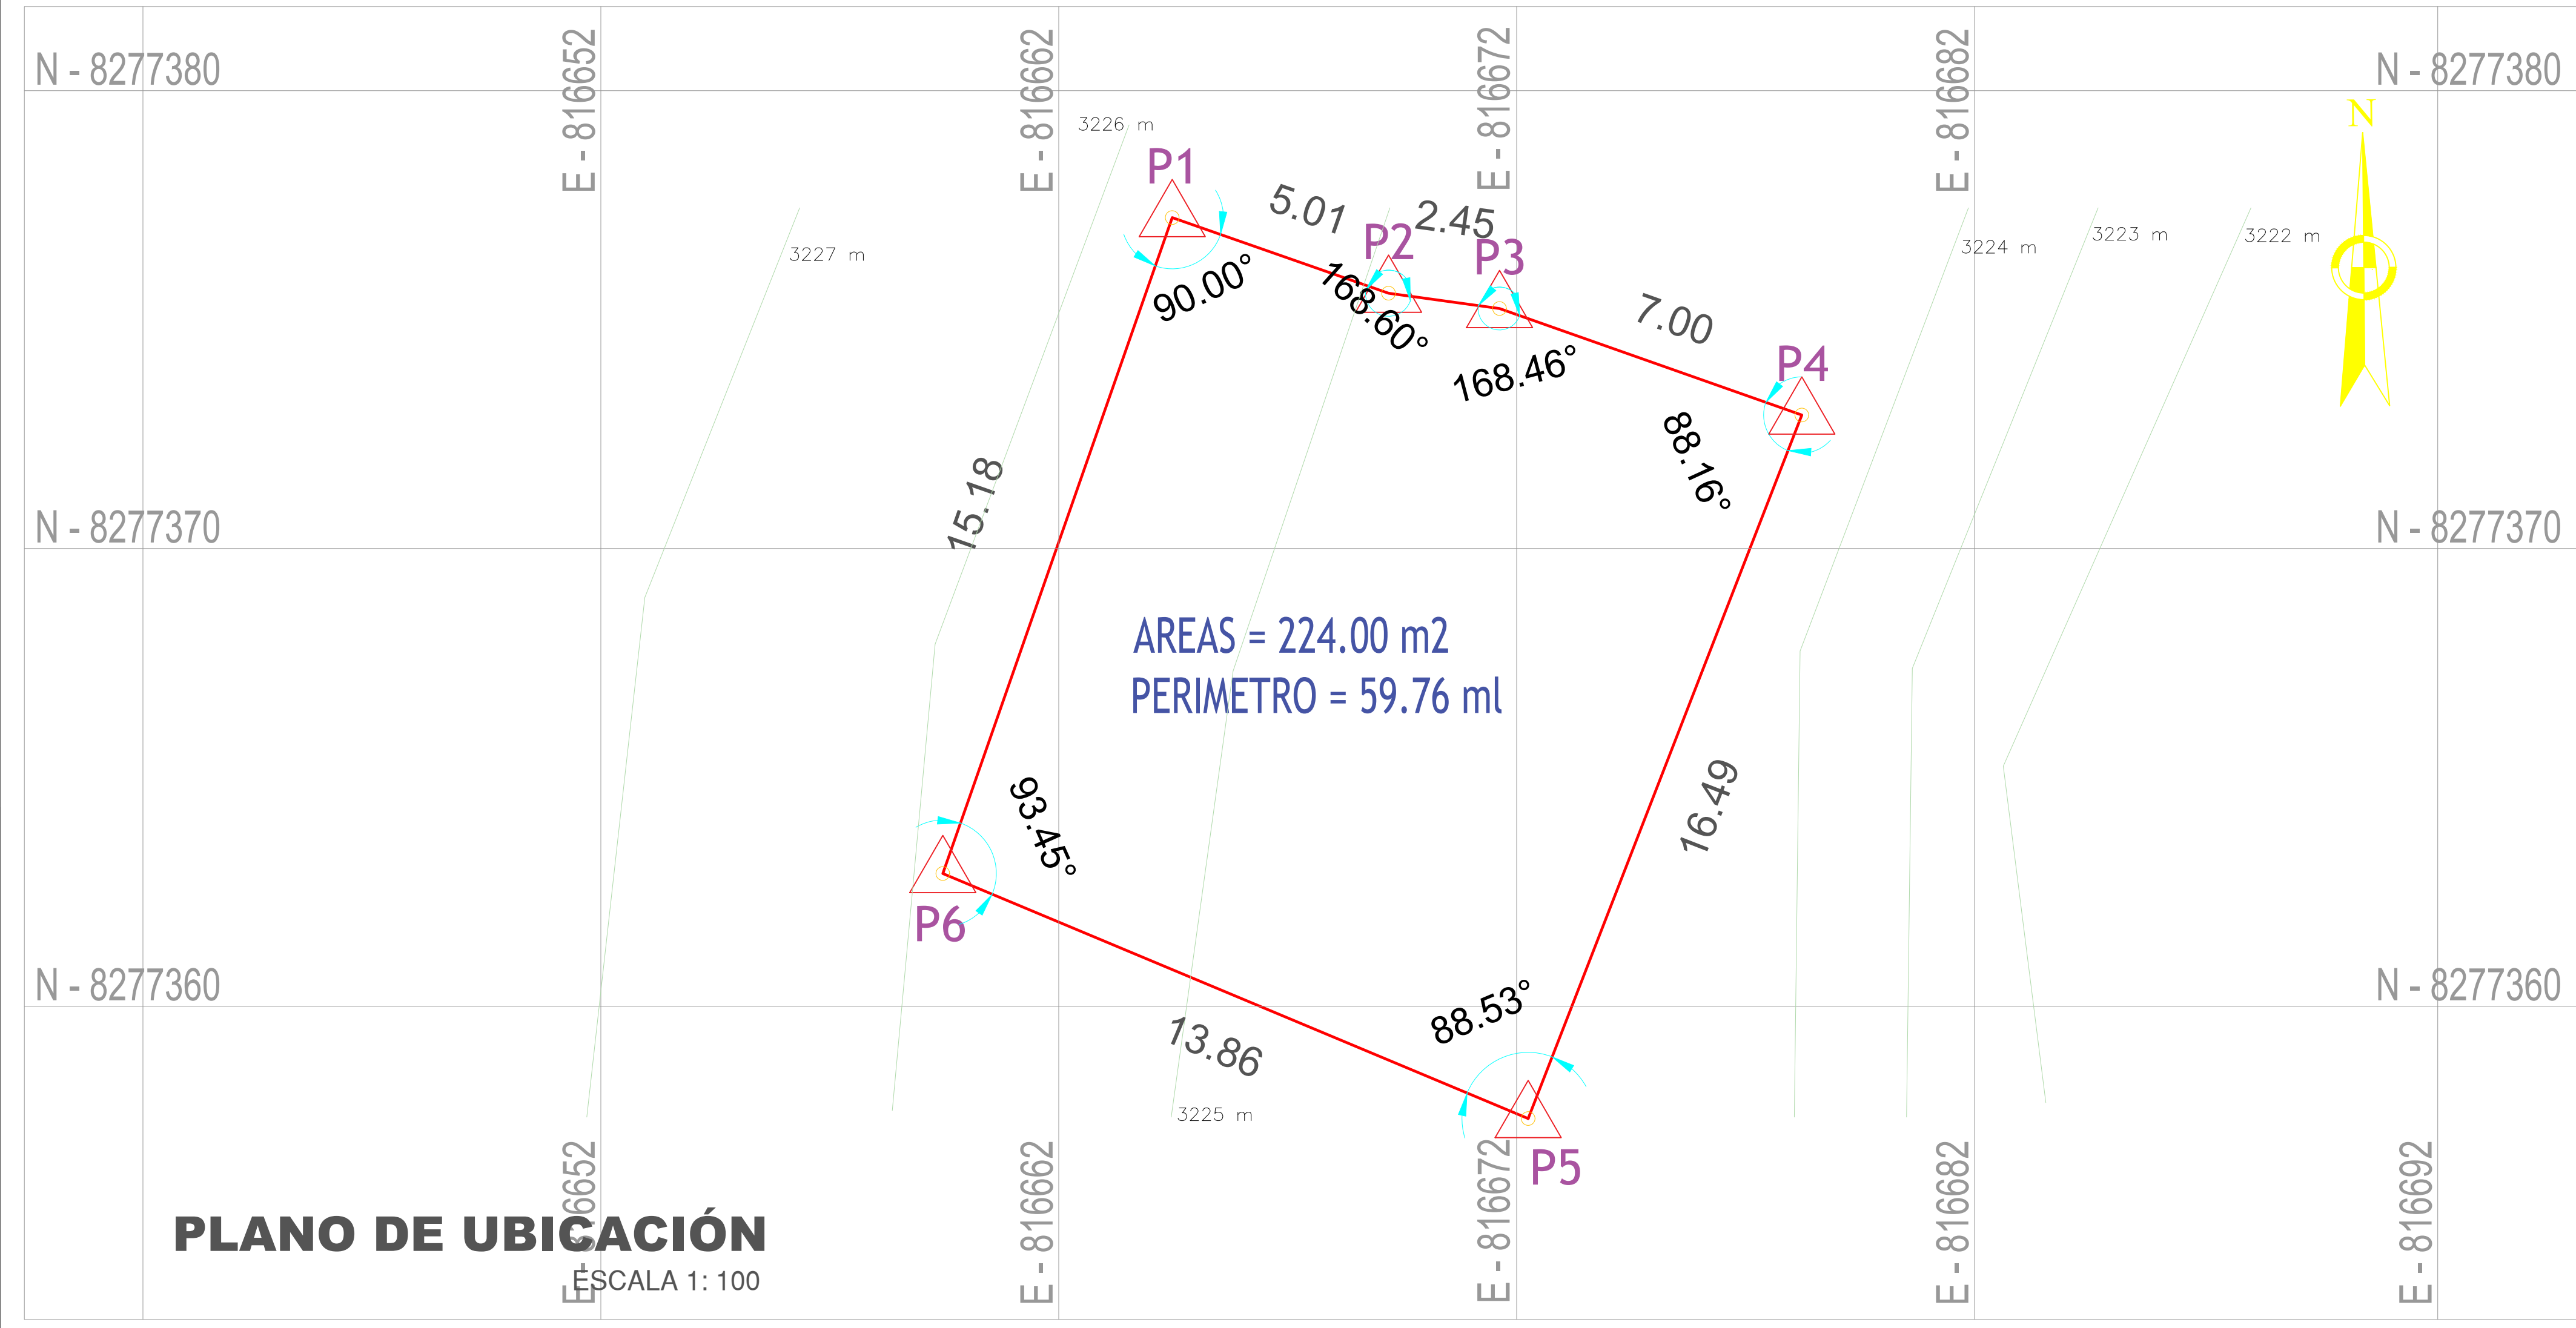 E - 816652
E - 816662
E - 816672
E - 816682
N - 8277380
N - 8277380
N
3226 m
P1
5.01
2.45
P2
P3
3227 m
3224 m
3223 m
3222 m
90.00°
168.60°
7.00
168.46°
P4
88.16°
15.18
N - 8277370
N - 8277370
AREAS = 224.00 m2
PERIMETRO = 59.76 ml
16.49
93.45°
P6
N - 8277360
N - 8277360
88.53°
13.86
3225 m
P5
E - 816652
E - 816662
E - 816672
E - 816682
E - 816692
PLANO DE UBICACIÓN
ESCALA 1: 100